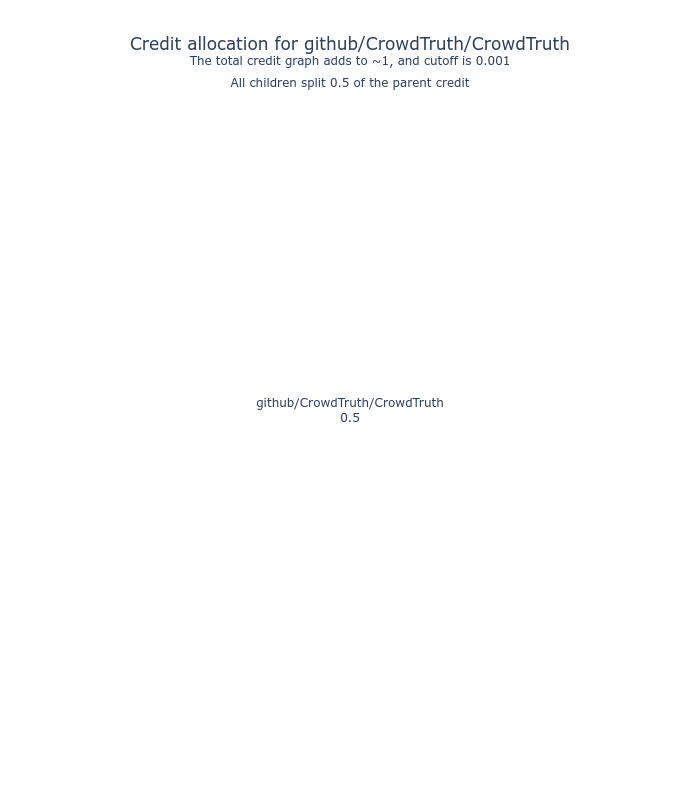 Credit allocation for github/CrowdTruth/CrowdTruth
The total credit graph adds to ~1, and cutoff is 0.001
All children split 0.5 of the parent credit
github/CrowdTruth/CrowdTruth
0.5